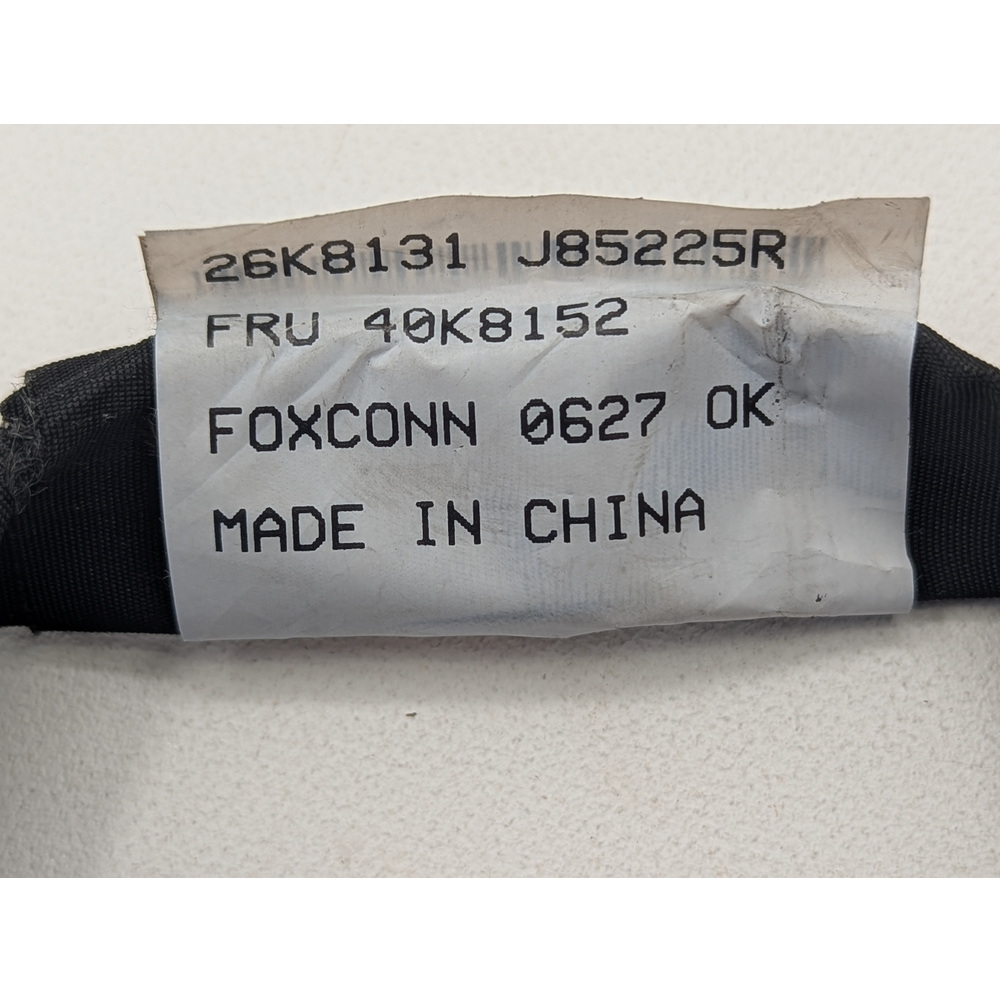 26K8131 J85225R
FRU 40K8152
FOXCONN 0627 OK
MADE IN CHINA